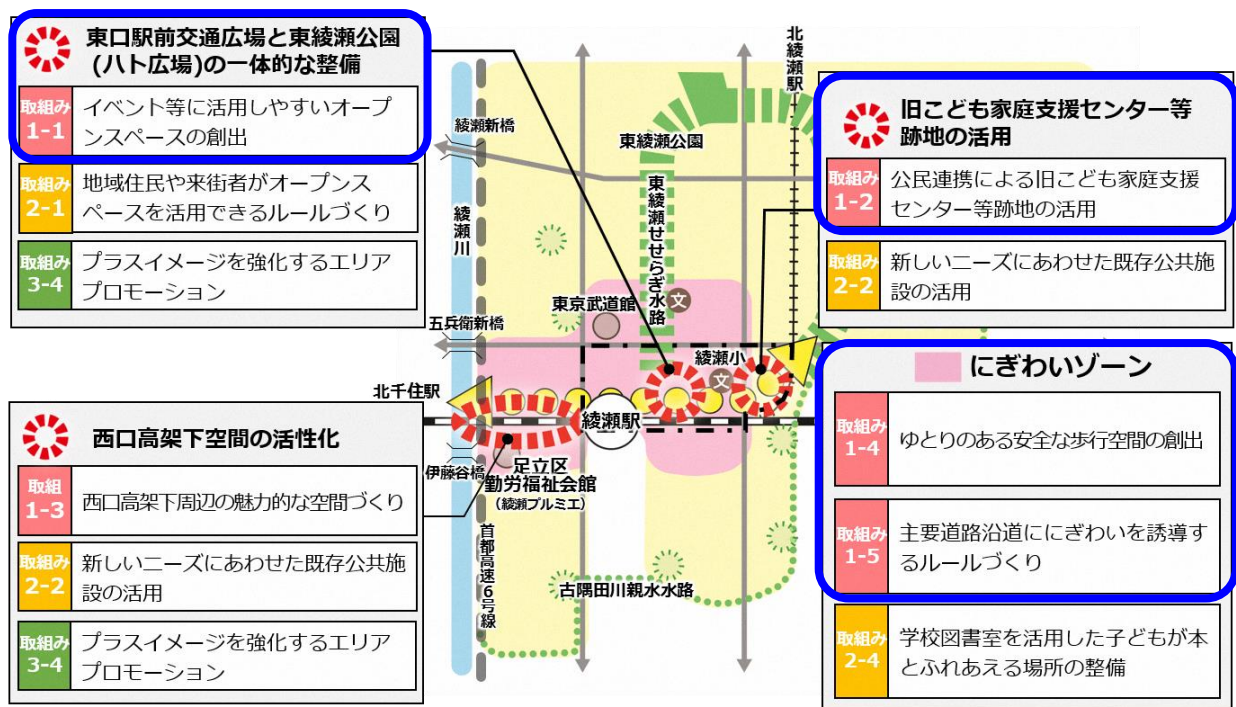 東口駅前交通広場と東綾瀬公園
(ハト広場)の一体的な整備
取組み
1-1
イベント等に活用しやすいオープ
ンスペースの創出
取組み
2-1
地域住民や来街者がオープンス
ペースを活用できるルールづくり
取組み
3-4
プラスイメージを強化するエリア
プロモーション
西口高架下空間の活性化
取組
1-3
西口高架下周辺の魅力的な空間づくり
取組み
2-2
新しいニーズにあわせた既存公共施
設の活用
取組み
3-4
プラスイメージを強化するエリア
プロモーション
北綾瀬駅
綾瀬新橋
東綾瀬公園
東綾瀬せせらぎ水路
綾瀬川
東京武道館
文
五兵衛新橋
綾瀬小
文
北千住駅
綾瀬駅
伊藤谷橋
足立区
勤労福祉会館
(綾瀬プルミエ)
首都高速6号線
古隅田川親水水路
旧こども家庭支援センター等
跡地の活用
取組み
1-2
公民連携による旧こども家庭支援
センター等跡地の活用
取組み
2-2
新しいニーズにあわせた既存公共施
設の活用
にぎわいゾーン
取組み
1-4
ゆとりのある安全な歩行空間の創出
取組み
1-5
主要道路沿道ににぎわいを誘導す
るルールづくり
取組み
2-4
学校図書室を活用した子どもが本
とふれあえる場所の整備